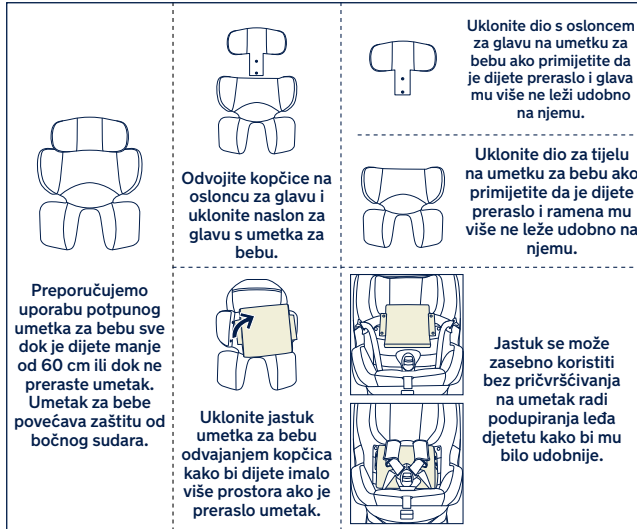 Preporučujemo
uporabu potpunog
umetka za bebu sve
dok je dijete manje
od 60 cm ili dok ne
preraste umetak.
Umetak za bebe
povećava zaštitu od
bočnog sudara.
Odvojite kopčice na
osloncu za glavu i
uklonite naslon za
glavu s umetka za
bebu.
Uklonite jastuk
umetka za bebu
odvajanjem kopčica
kako bi dijete imalo
više prostora ako je
preraslo umetak.
Uklonite dio s osloncem
za glavu na umetku za
bebu ako primijetite da
je dijete preraslo i glava
mu više ne leži udobno
na njemu.
Uklonite dio za tijelu
na umetku za bebu ako
primijetite da je dijete
preraslo i ramena mu
više ne leže udobno na
njemu.
Jastuk se može
zasebno koristiti
bez pričvršćivanja
na umetak radi
podupiranja leđa
djetetu kako bi mu
bilo udobnije.